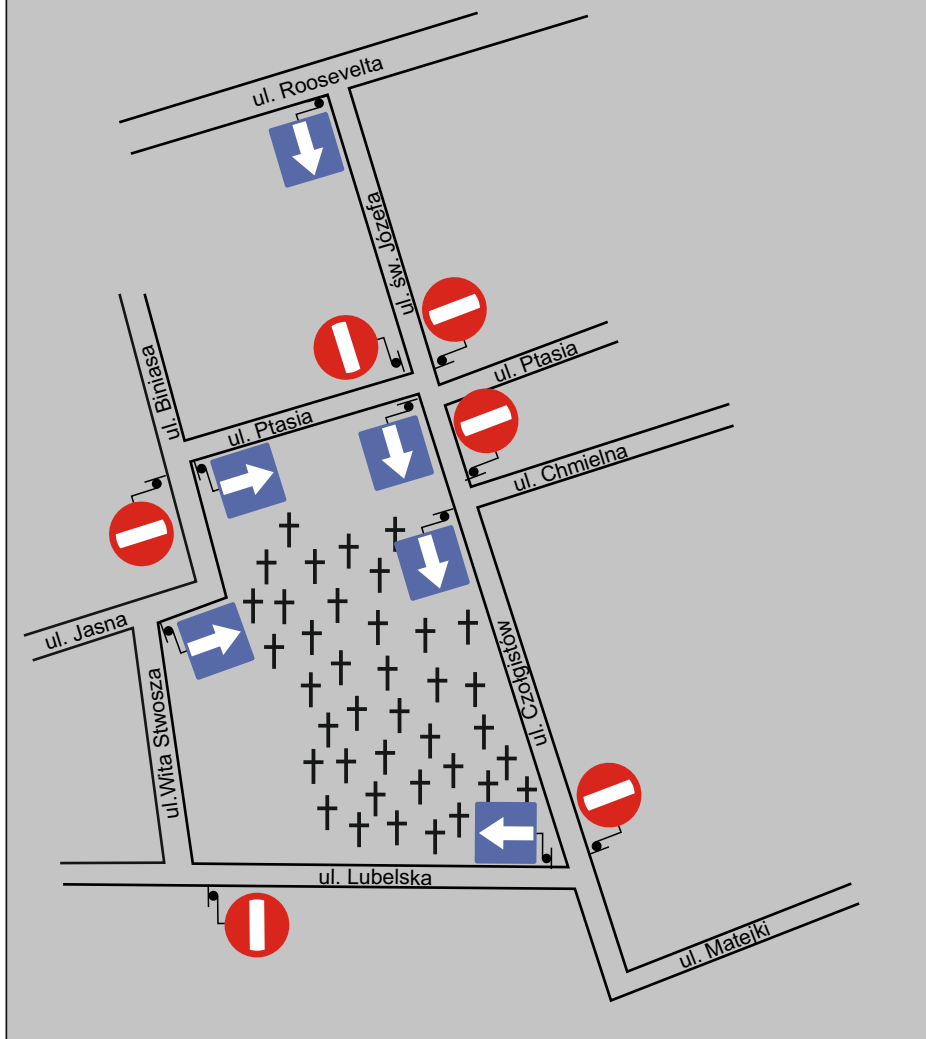 ul. Roosevelta
ul. św. Józefa
ul. Biniasa
ul. Ptasia
ul. Ptasia
ul. Chmielna
ul. Jasna
ul. Czołgistów
ul.Wita Stwosza
ul. Lubelska
ul. Matejki